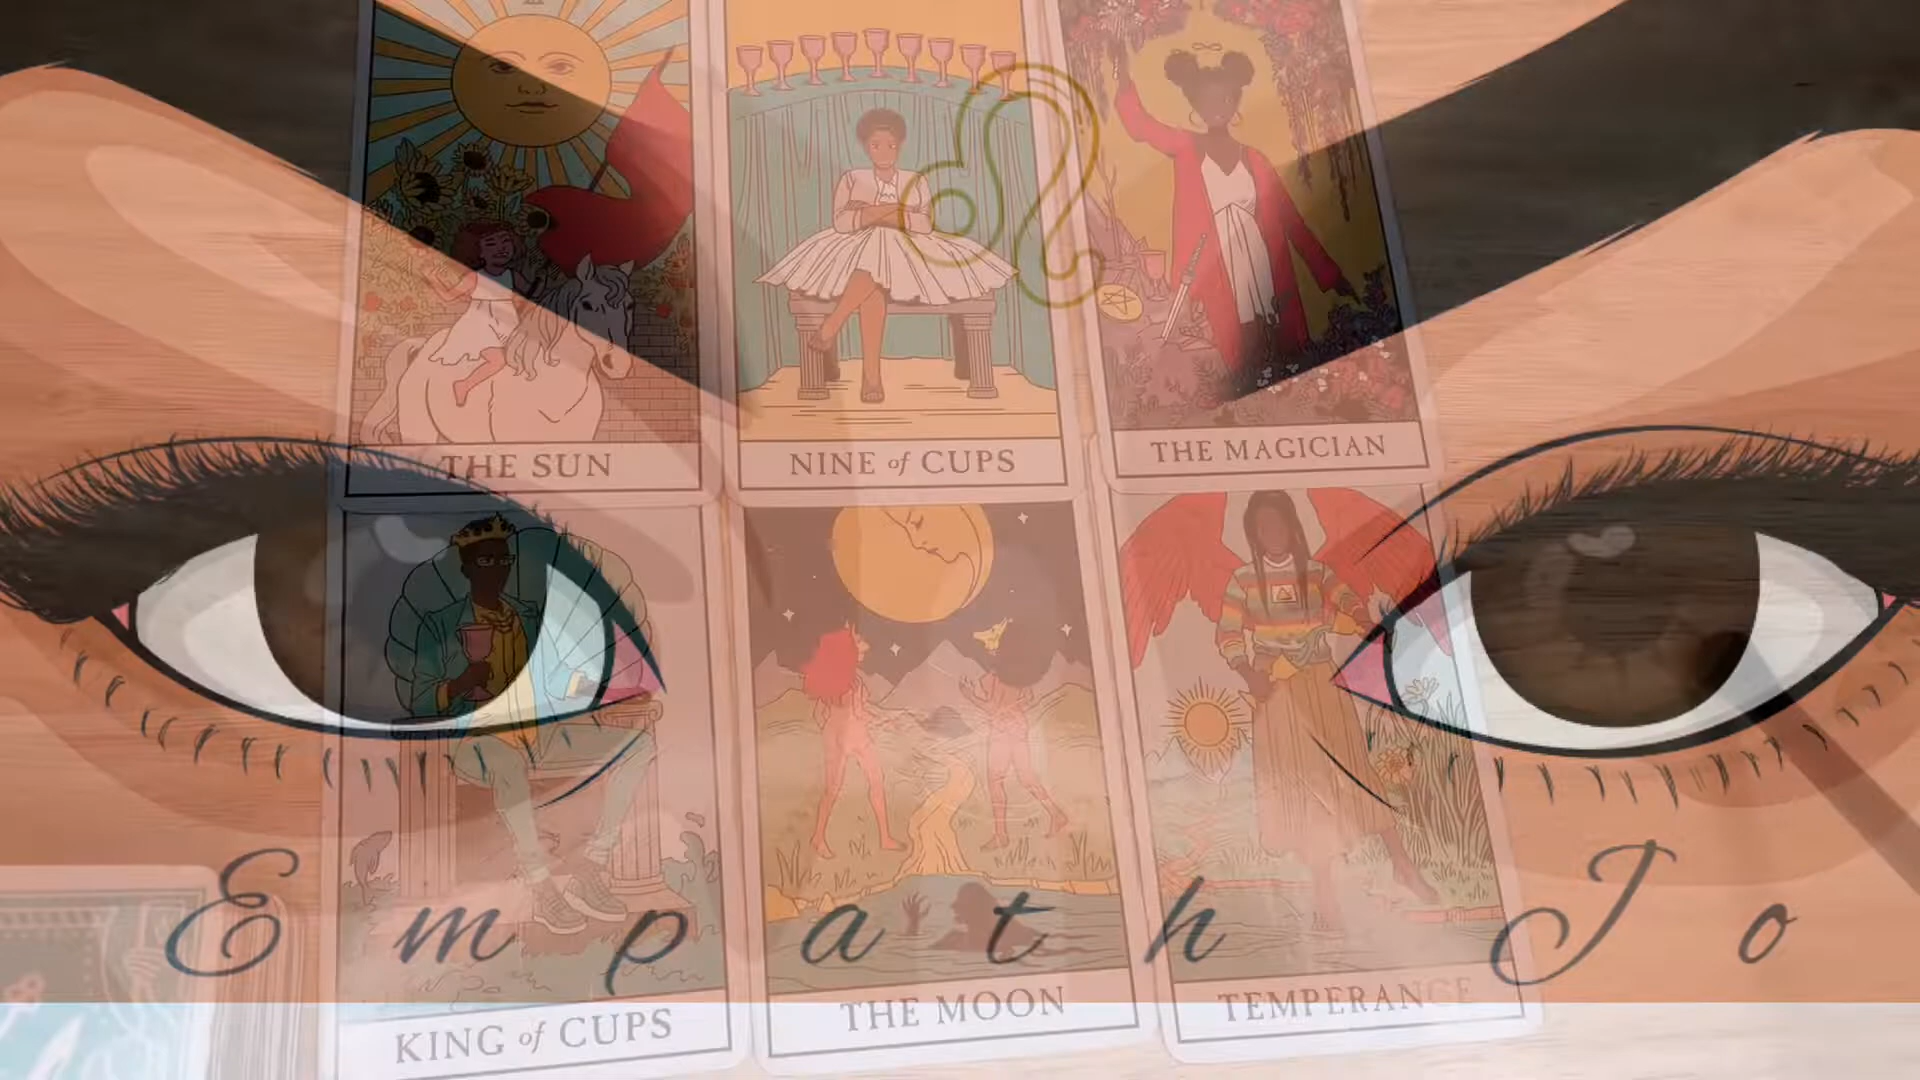 THE SUN
NINE of CUPS
THE MAGICIAN
Empath Jo
KING of CUPS
THE MOON
TEMPERANCE